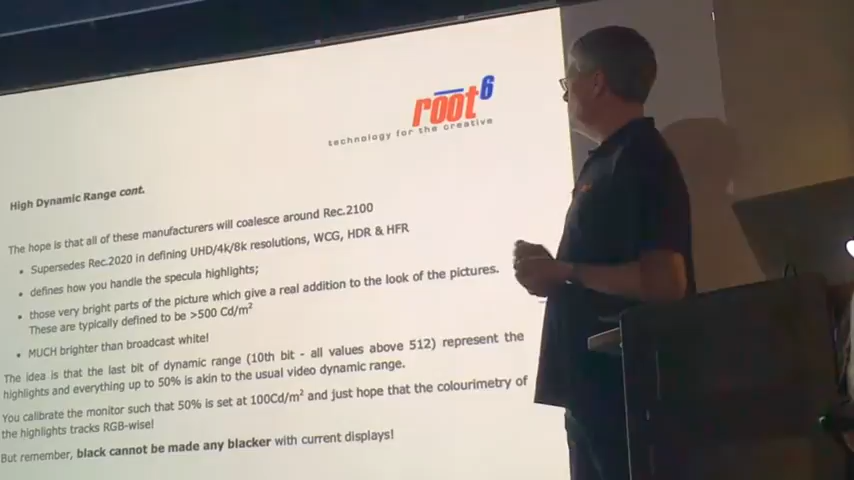 root6
technology for the creative
High Dynamic Range cont.
The hope is that all of these manufacturers will coalesce around Rec.2100
• Supersedes Rec.2020 in defining UHD/4k/8k resolutions, WCG, HDR & HFR
• defines how you handle the specula highlights;
• those very bright parts of the picture which give a real addition to the look of the pictures.
These are typically defined to be >500 Cd/m²
• MUCH brighter than broadcast white!
The idea is that the last bit of dynamic range (10th bit - all values above 512) represent the
highlights and everything up to 50% is akin to the usual video dynamic range.
You calibrate the monitor such that 50% is set at 100Cd/m² and just hope that the colourimetry of
the highlights tracks RGB-wise!
But remember, black cannot be made any blacker with current displays!